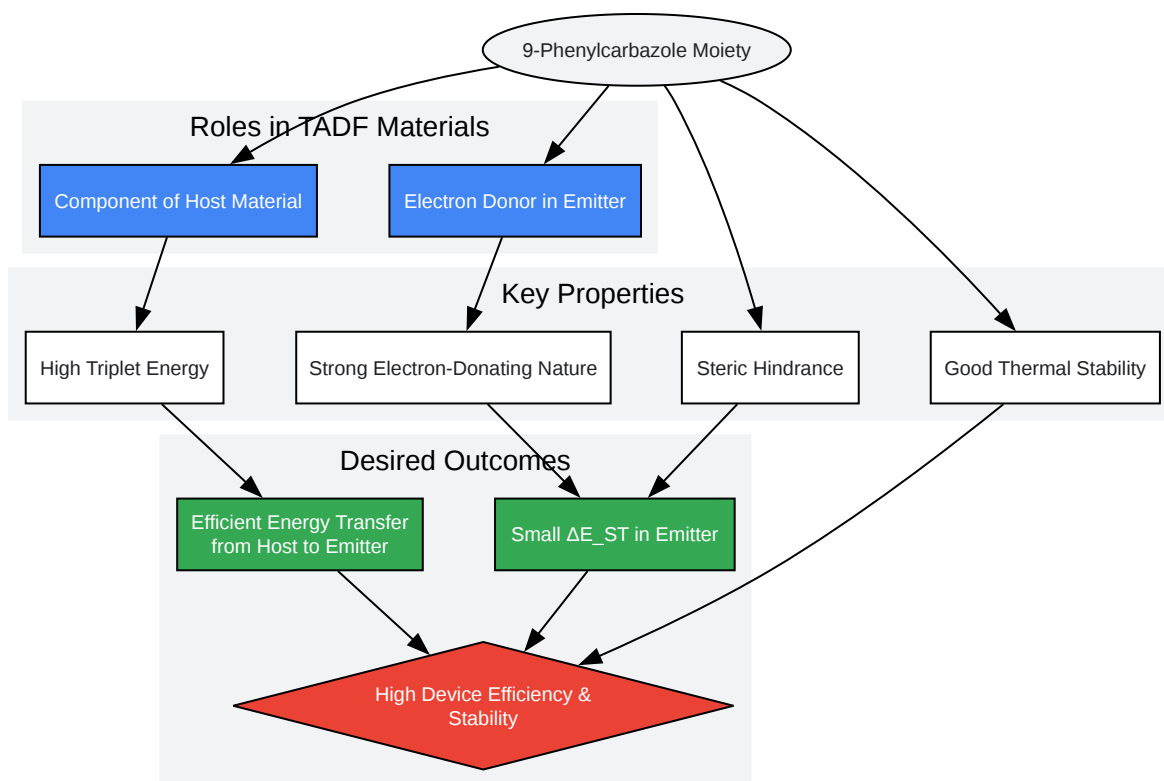 9-Phenylcarbazole Moiety
Roles in TADF Materials
Component of Host Material
Electron Donor in Emitter
Key Properties
High Triplet Energy
Strong Electron-Donating Nature
Steric Hindrance
Good Thermal Stability
Desired Outcomes
Efficient Energy Transfer
from Host to Emitter
Small ΔE_ST in Emitter
High Device Efficiency &
Stability